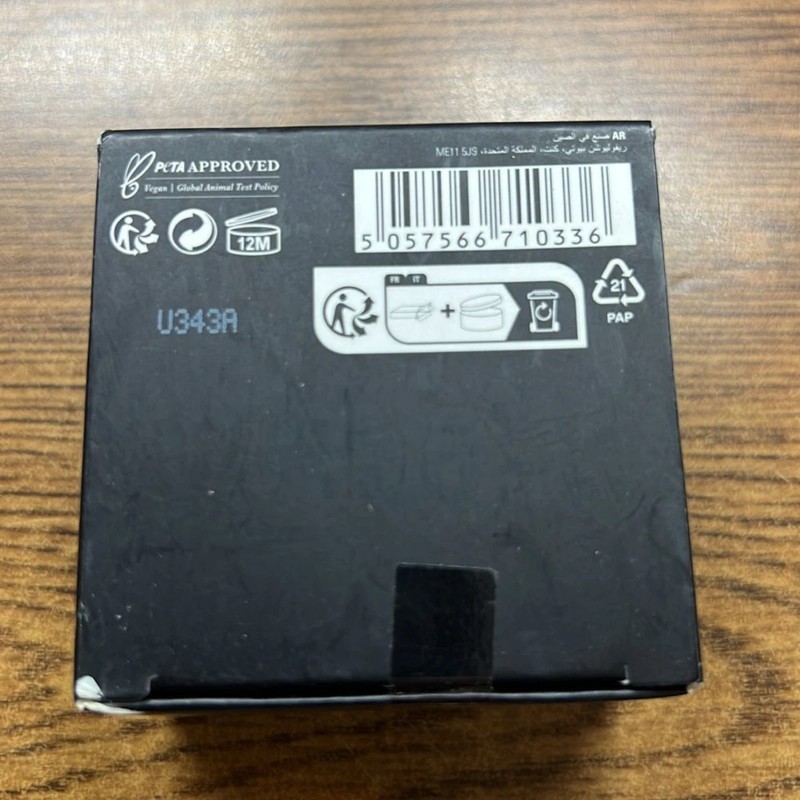 PETA APPROVED
Vegan | Global Animal Test Policy
12M
AR صنع في الصين
ريفوليوشن بيوتي، كنت، المملكة المتحدة، ME11 5JS
5 057566 710336
FR IT
+
21
PAP
U343A